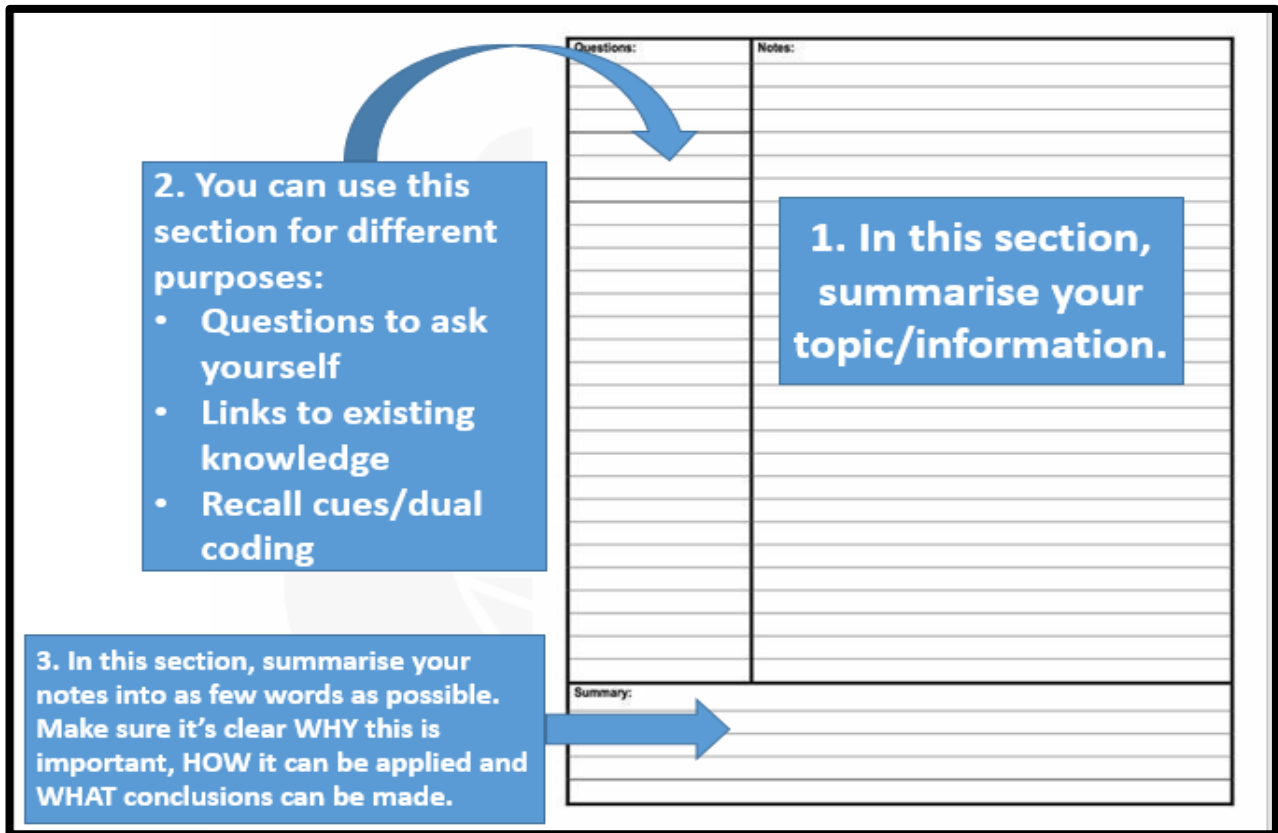 Questions:
Notes:
2. You can use this
section for different
purposes:
• Questions to ask
yourself
• Links to existing
knowledge
• Recall cues/dual
coding
1. In this section,
summarise your
topic/information.
3. In this section, summarise your
notes into as few words as possible.
Make sure it’s clear WHY this is
important, HOW it can be applied and
WHAT conclusions can be made.
Summary: